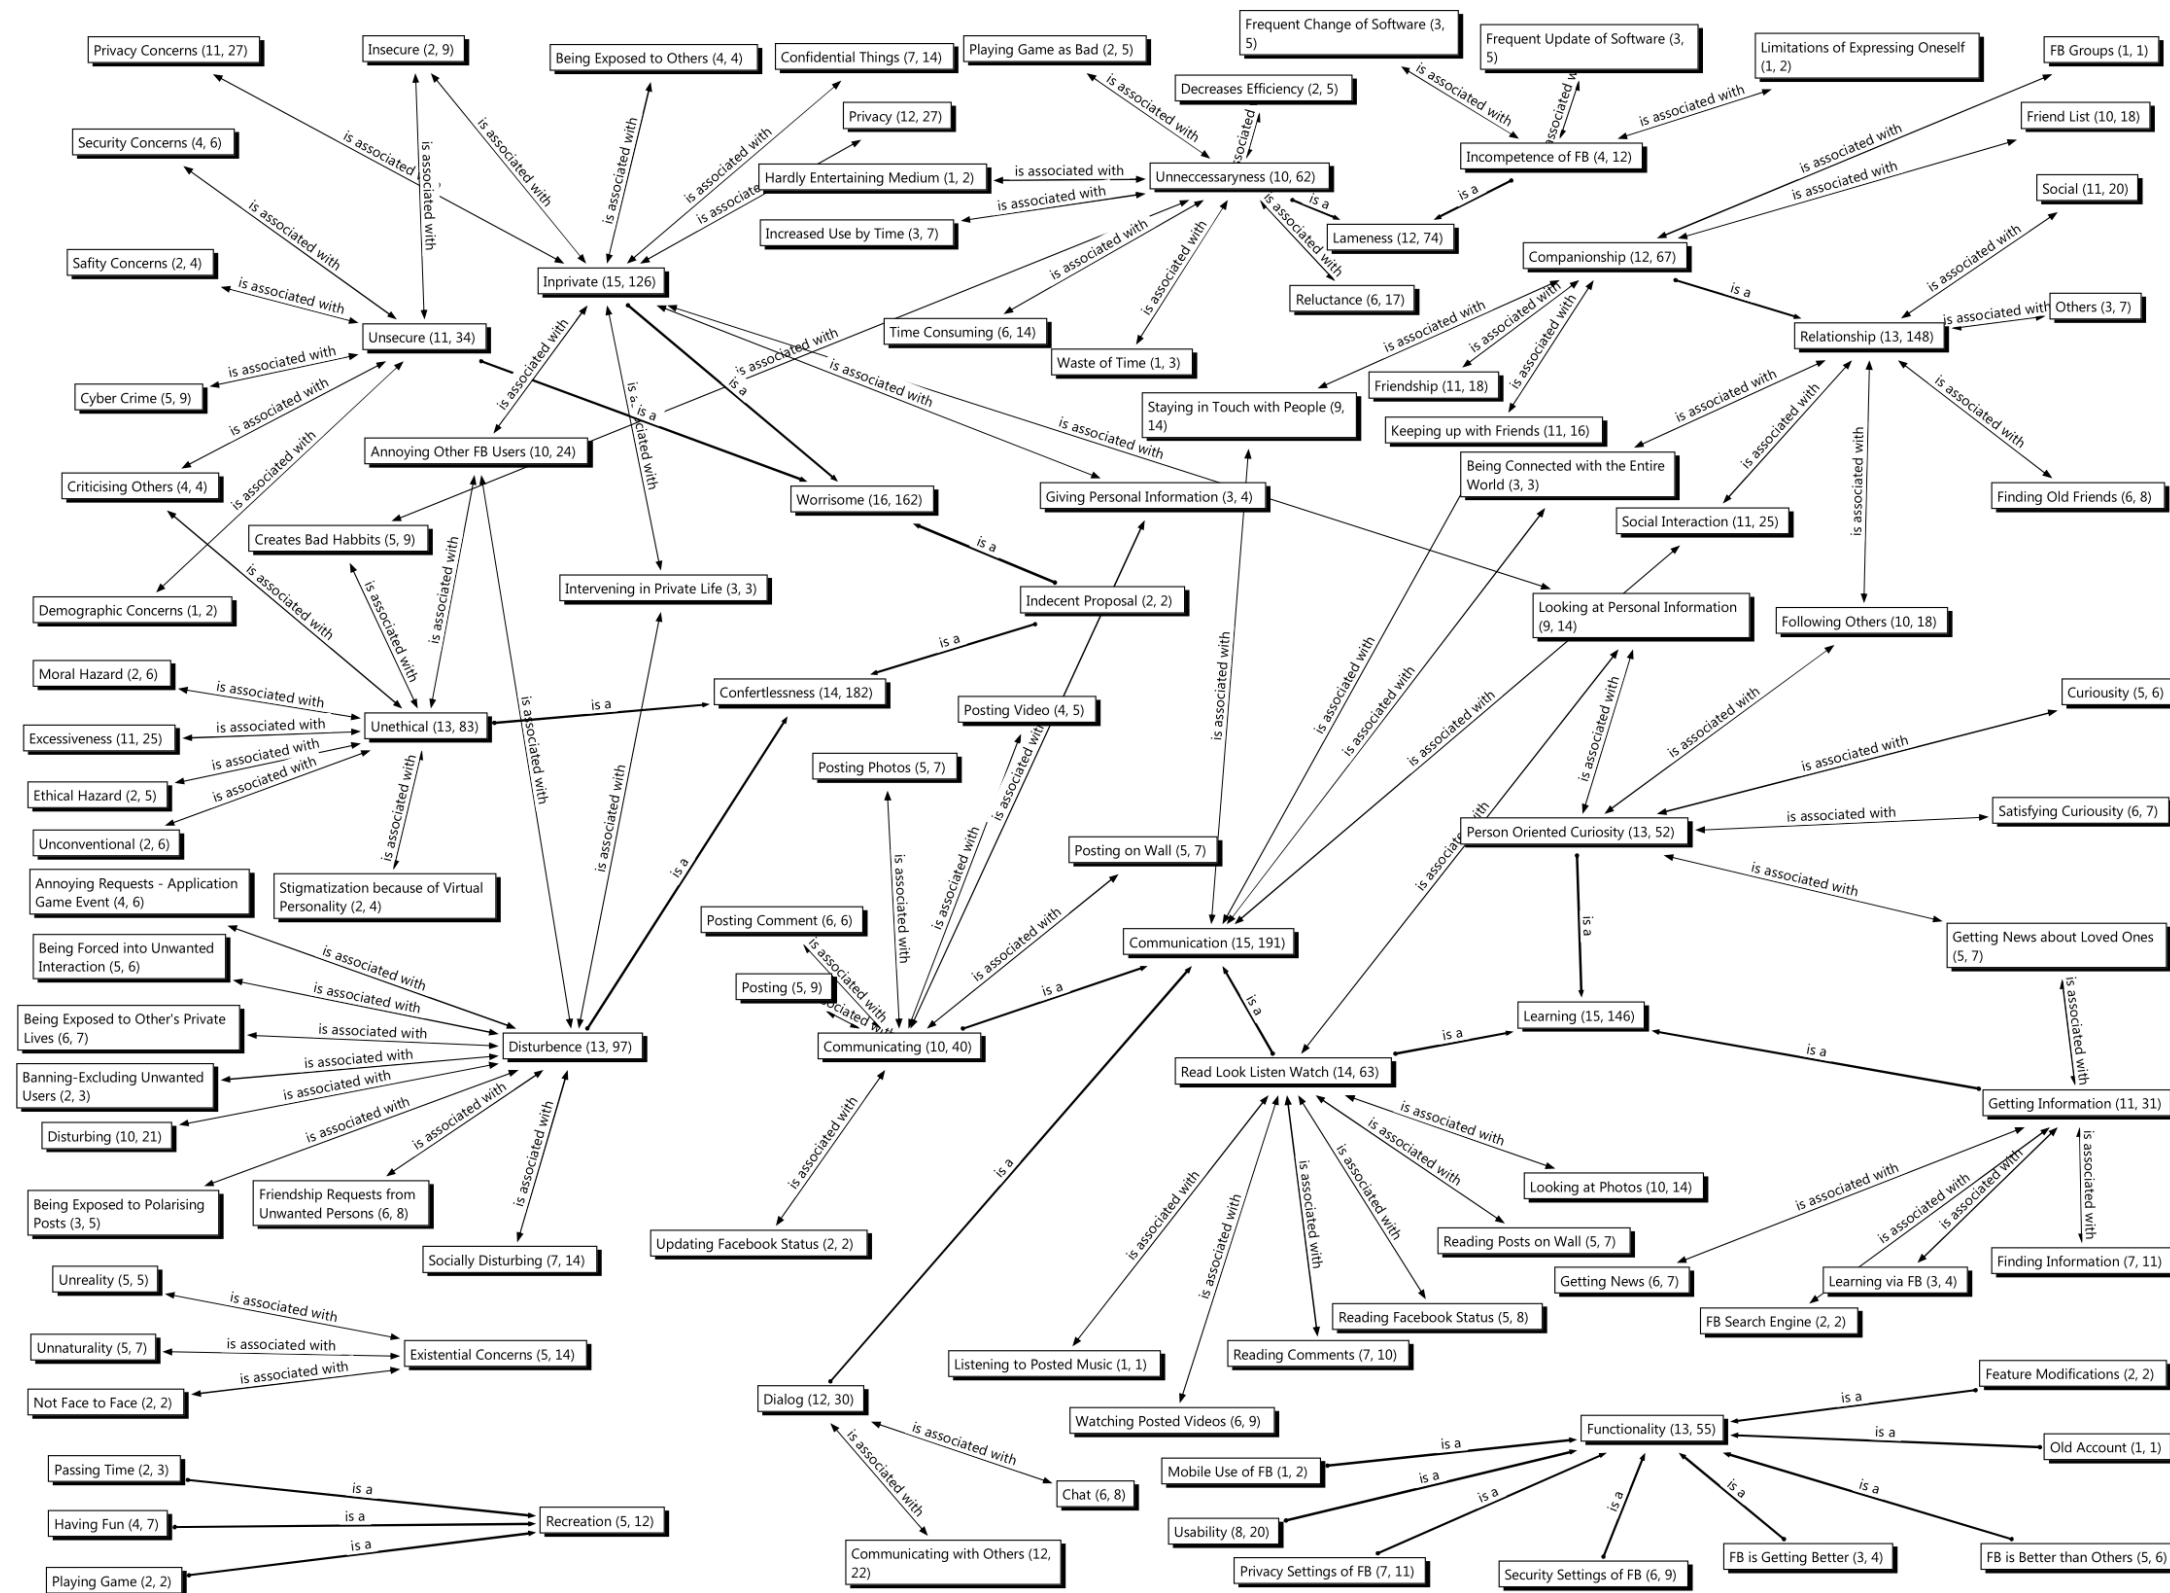 Frequent Change of Software (3,
5)
Frequent Update of Software (3,
5)
Limitations of Expressing Oneself
(1, 2)
FB Groups (1, 1)
Privacy Concerns (11, 27)
Insecure (2, 9)
Being Exposed to Others (4, 4)
Confidential Things (7, 14)
Playing Game as Bad (2, 5)
Decreases Efficiency (2, 5)
Privacy (12, 27)
Friend List (10, 18)
Security Concerns (4, 6)
Hardly Entertaining Medium (1, 2)
Unneccessaryness (10, 62)
Incompetence of FB (4, 12)
Social (11, 20)
Increased Use by Time (3, 7)
Lameness (12, 74)
Companionship (12, 67)
Safity Concerns (2, 4)
Inprivate (15, 126)
Reluctance (6, 17)
Others (3, 7)
Unsecure (11, 34)
Time Consuming (6, 14)
Waste of Time (1, 3)
Relationship (13, 148)
Friendship (11, 18)
Cyber Crime (5, 9)
Staying in Touch with People (9,
14)
Keeping up with Friends (11, 16)
Annoying Other FB Users (10, 24)
Being Connected with the Entire
World (3, 3)
Criticising Others (4, 4)
Worrisome (16, 162)
Giving Personal Information (3, 4)
Finding Old Friends (6, 8)
Social Interaction (11, 25)
Creates Bad Habbits (5, 9)
Intervening in Private Life (3, 3)
Indecent Proposal (2, 2)
Demographic Concerns (1, 2)
Looking at Personal Information
(9, 14)
Following Others (10, 18)
Moral Hazard (2, 6)
Confertlessness (14, 182)
Curiousity (5, 6)
Posting Video (4, 5)
Unethical (13, 83)
Excessiveness (11, 25)
Posting Photos (5, 7)
Ethical Hazard (2, 5)
Satisfying Curiousity (6, 7)
Person Oriented Curiosity (13, 52)
Unconventional (2, 6)
Posting on Wall (5, 7)
Annoying Requests - Application
Game Event (4, 6)
Stigmatization because of Virtual
Personality (2, 4)
Posting Comment (6, 6)
Communication (15, 191)
Getting News about Loved Ones
(5, 7)
Being Forced into Unwanted
Interaction (5, 6)
Posting (5, 9)
Being Exposed to Other's Private
Lives (6, 7)
Learning (15, 146)
Disturbence (13, 97)
Communicating (10, 40)
Read Look Listen Watch (14, 63)
Banning-Excluding Unwanted
Users (2, 3)
Getting Information (11, 31)
Disturbing (10, 21)
Looking at Photos (10, 14)
Being Exposed to Polarising
Posts (3, 5)
Friendship Requests from
Unwanted Persons (6, 8)
Updating Facebook Status (2, 2)
Reading Posts on Wall (5, 7)
Socially Disturbing (7, 14)
Finding Information (7, 11)
Unreality (5, 5)
Getting News (6, 7)
Learning via FB (3, 4)
Reading Facebook Status (5, 8)
FB Search Engine (2, 2)
Unnaturality (5, 7)
Existential Concerns (5, 14)
Listening to Posted Music (1, 1)
Reading Comments (7, 10)
Feature Modifications (2, 2)
Not Face to Face (2, 2)
Dialog (12, 30)
Watching Posted Videos (6, 9)
Functionality (13, 55)
Old Account (1, 1)
Passing Time (2, 3)
Mobile Use of FB (1, 2)
Chat (6, 8)
Having Fun (4, 7)
Recreation (5, 12)
Usability (8, 20)
Communicating with Others (12,
22)
FB is Getting Better (3, 4)
FB is Better than Others (5, 6)
Playing Game (2, 2)
Privacy Settings of FB (7, 11)
Security Settings of FB (6, 9)
is associated with
is a